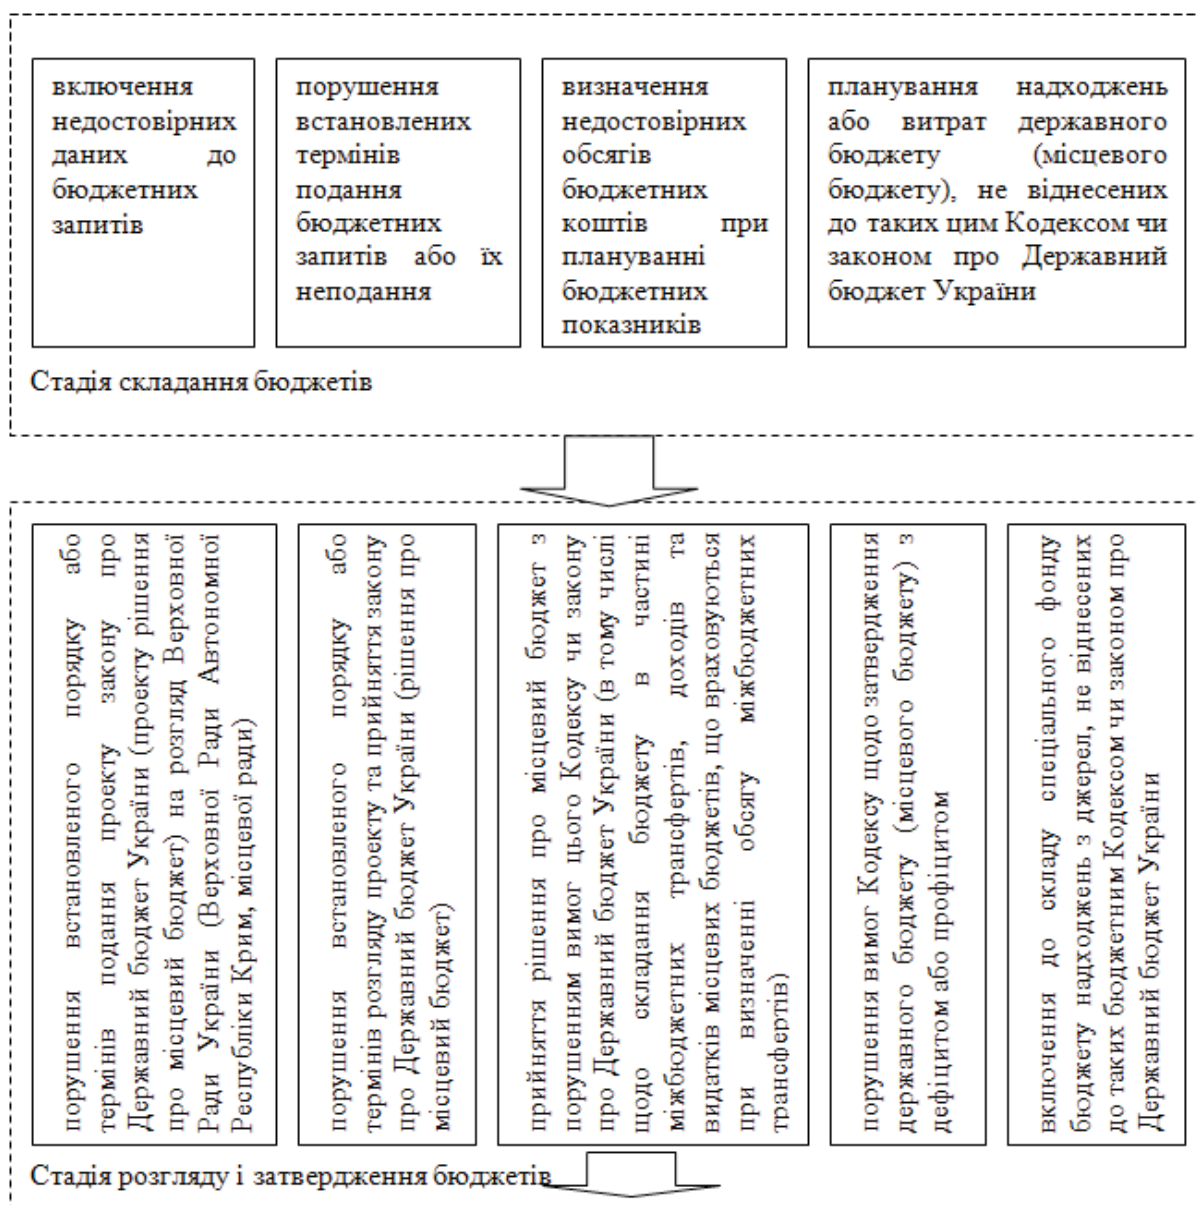 включення
недостовірних
даних до
бюджетних
запитів
порушення
встановлених
термінів
подання
бюджетних
запитів або їх
неподання
визначення
недостовірних
обсягів
бюджетних
коштів при
плануванні
бюджетних
показників
планування надходжень
або витрат державного
бюджету (місцевого
бюджету), не віднесених
до таких цим Кодексом чи
законом про Державний
бюджет України
Стадія складання бюджетів
порушення встановленого порядку або
термінів подання проекту закону про
Державний бюджет України (проекту рішення
про місцевий бюджет) на розгляд Верховної
Ради України (Верховної Ради Автономної
Республіки Крим, місцевої ради)
порушення встановленого порядку або
термінів розгляду проекту та прийняття закону
про Державний бюджет України (рішення про
місцевий бюджет)
прийняття рішення про місцевий бюджет з
порушенням вимог цього Кодексу чи закону
про Державний бюджет України (в тому числі
щодо складання бюджету в частині
міжбюджетних трансфертів, доходів та
видатків місцевих бюджетів, що враховуються
при визначенні обсягу міжбюджетних
трансфертів)
порушення вимог Кодексу щодо затвердження
державного бюджету (місцевого бюджету) з
дефіцитом або профіцитом
включення до складу спеціального фонду
бюджету надходжень з джерел, не віднесених
до таких бюджетним Кодексом чи законом про
Державний бюджет України
Стадія розгляду і затвердження бюджетів